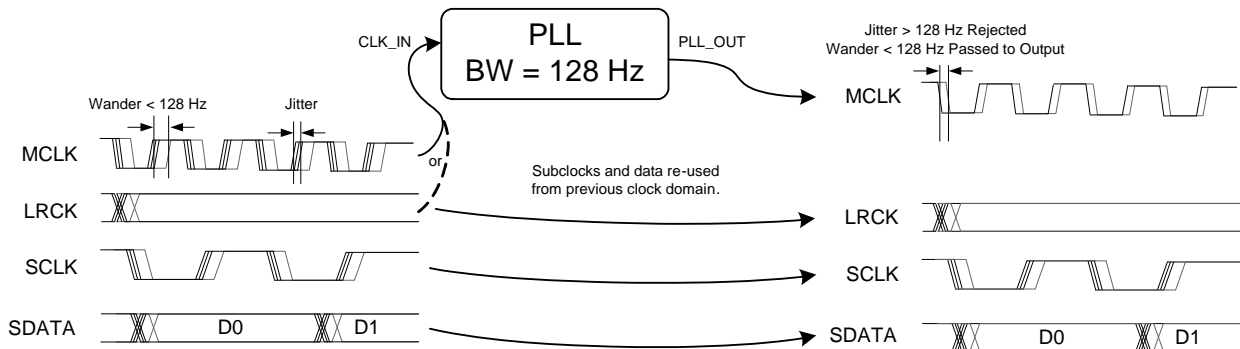 PLL
BW = 128 Hz
CLK_IN
PLL_OUT
Jitter > 128 Hz Rejected
Wander < 128 Hz Passed to Output
Wander < 128 Hz
Jitter
MCLK
or
MCLK
Subclocks and data re-used
from previous clock domain.
LRCK
LRCK
SCLK
SCLK
SDATA
D0
D1
SDATA
D0
D1